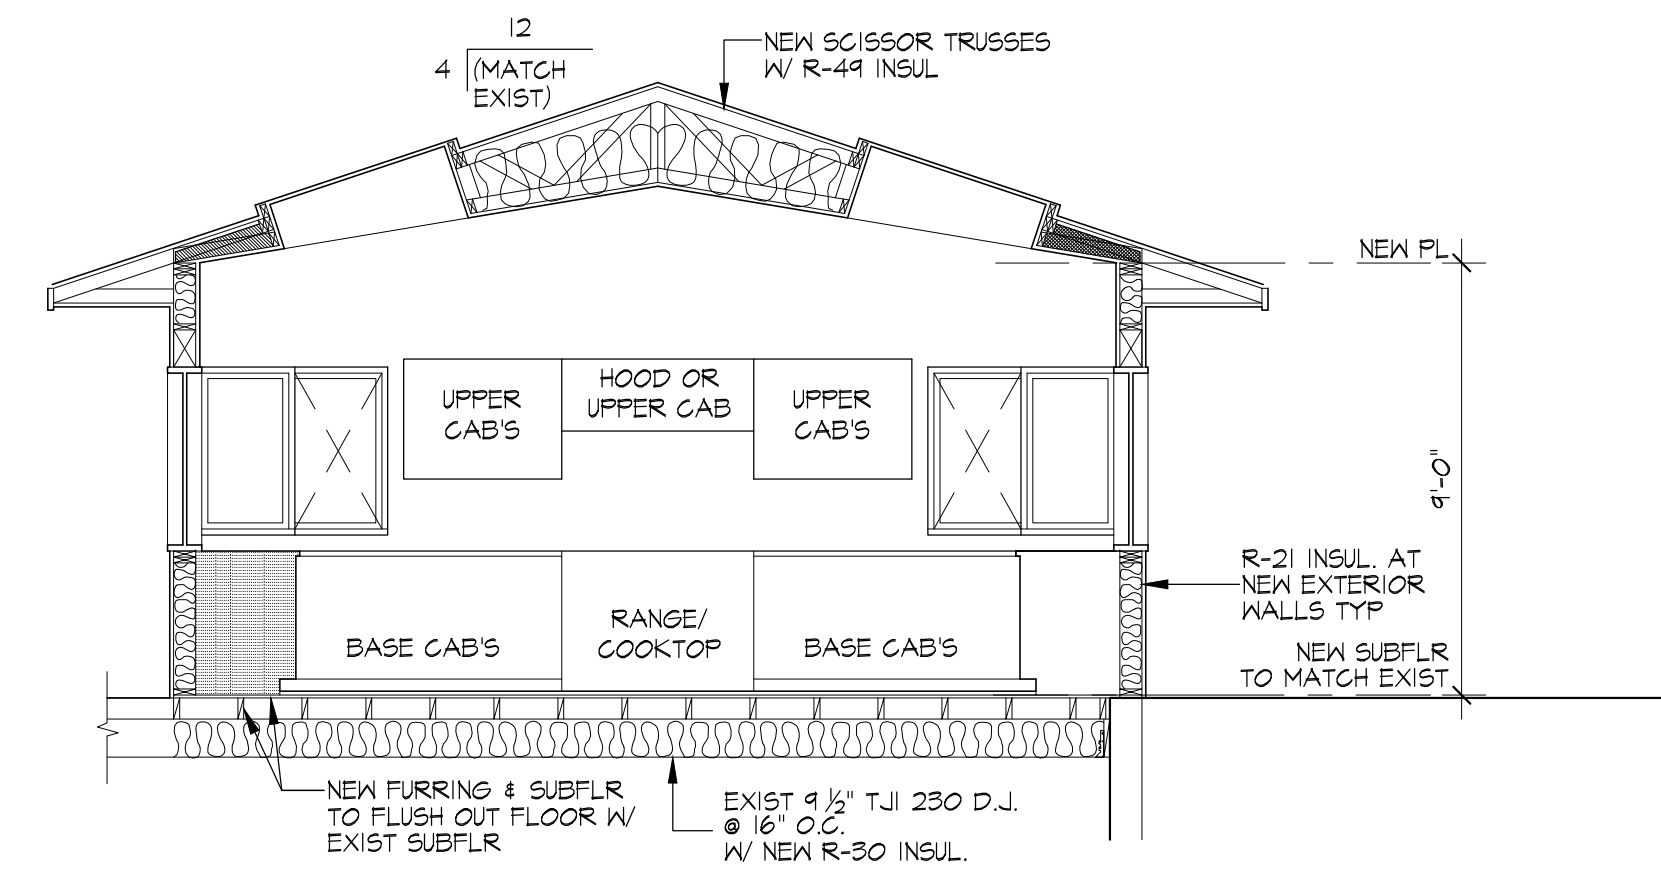 12
4 (MATCH
EXIST)
NEW SCISSOR TRUSSES
W/ R-49 INSUL
NEW PL
UPPER
CAB'S
HOOD OR
UPPER CAB
UPPER
CAB'S
9'-0"
R-21 INSUL. AT
NEW EXTERIOR
WALLS TYP
BASE CAB'S
RANGE/
COOKTOP
BASE CAB'S
NEW SUBFLR
TO MATCH EXIST
NEW FURRING & SUBFLR
TO FLUSH OUT FLOOR W/
EXIST SUBFLR
EXIST 9 ½" TJI 230 D.J.
@ 16" O.C.
W/ NEW R-30 INSUL.